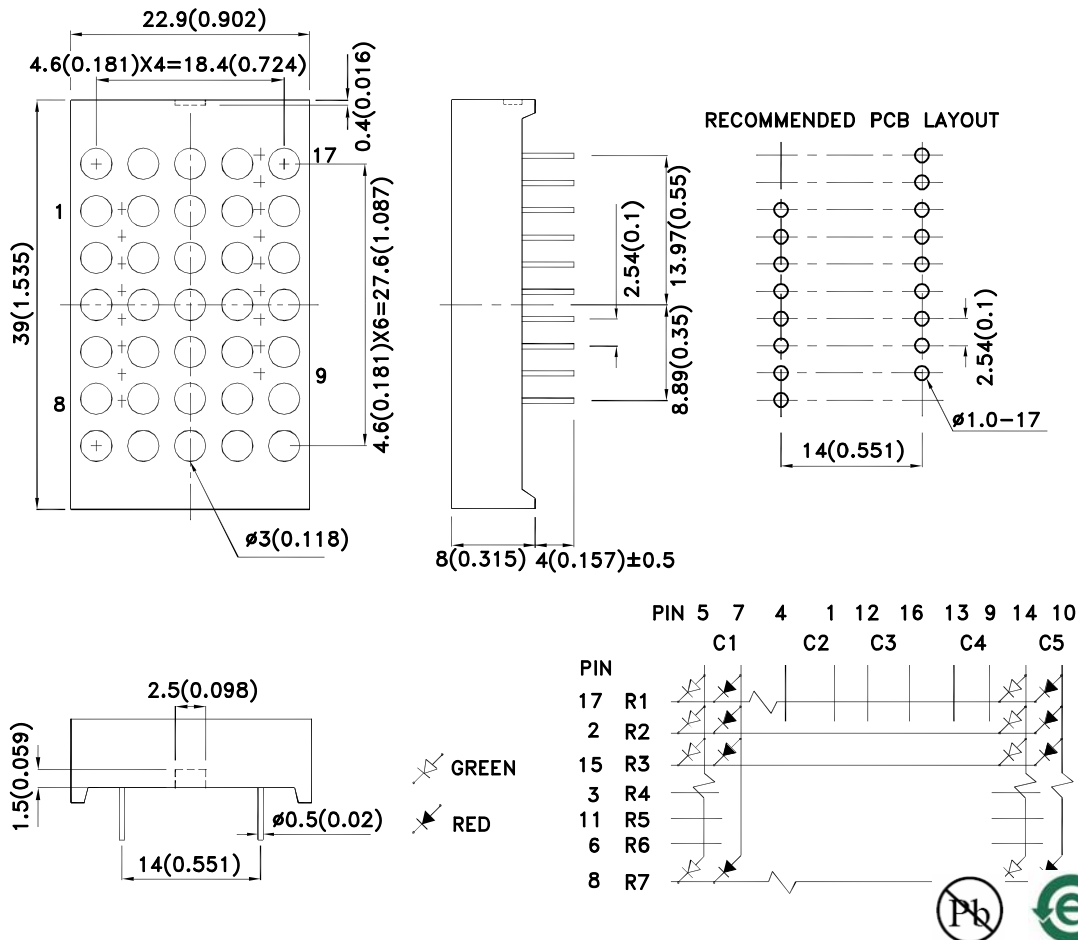 22.9(0.902)
4.6(0.181)X4=18.4(0.724)
0.4(0.016)
17
1
39(1.535)
4.6(0.181)X6=27.6(1.087)
9
8
ø3(0.118)
2.54(0.1)
13.97(0.55)
8.89(0.35)
8(0.315) 4(0.157)±0.5
RECOMMENDED PCB LAYOUT
2.54(0.1)
ø1.0-17
14(0.551)
2.5(0.098)
1.5(0.059)
ø0.5(0.02)
14(0.551)
GREEN
RED
PIN 5 7 4 1 12 16 13 9 14 10
C1 C2 C3 C4 C5
PIN
17 R1
2 R2
15 R3
3 R4
11 R5
6 R6
8 R7
Pb
e